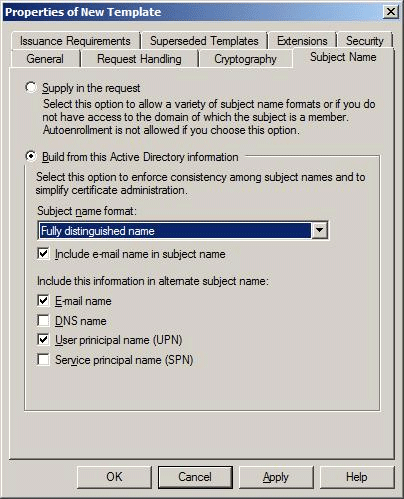 Properties of New Template
Issuance Requirements
Superseded Templates
Extensions
Security
General
Request Handling
Cryptography
Subject Name
Supply in the request
Select this option to allow a variety of subject name formats or if you do
not have access to the domain of which the subject is a member.
Autoenrollment is not allowed if you choose this option.
Build from this Active Directory information
Select this option to enforce consistency among subject names and to
simplify certificate administration.
Subject name format:
Fully distinguished name
Include e-mail name in subject name
Include this information in alternate subject name:
E-mail name
DNS name
User prinicipal name (UPN)
Service principal name (SPN)
OK
Cancel
Apply
Help